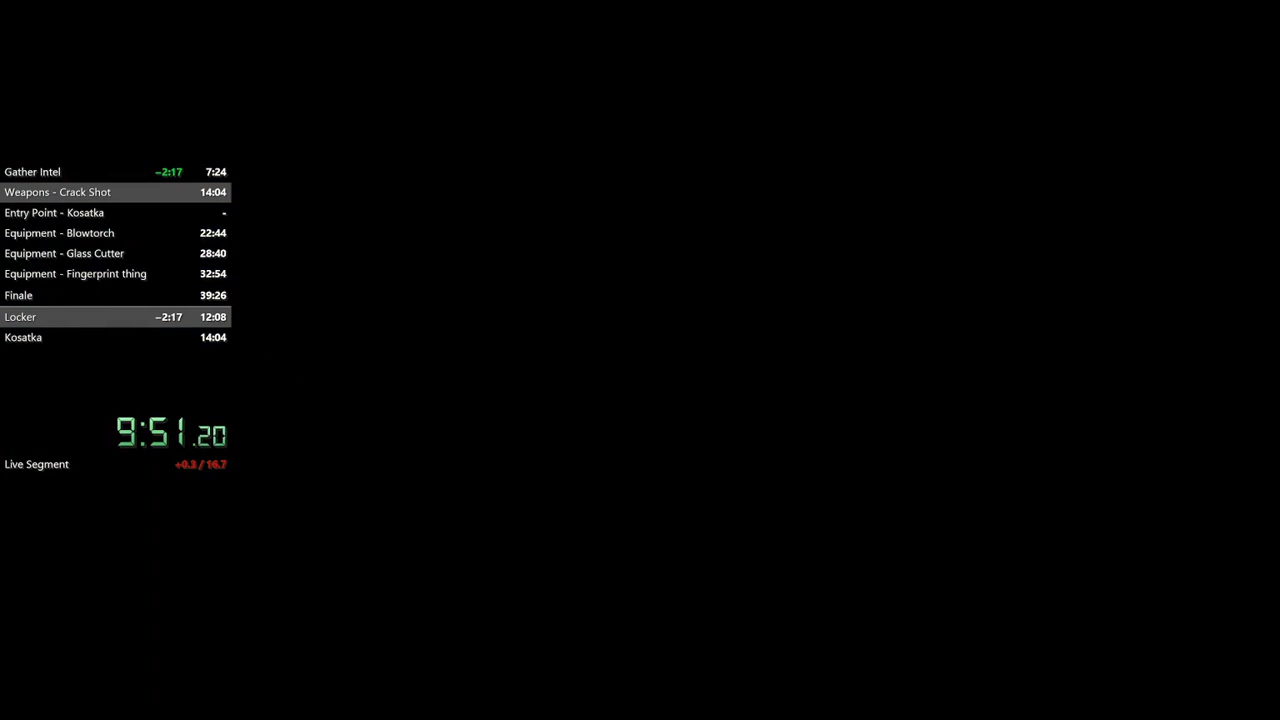 Gather Intel −2:17 7:24
Weapons - Crack Shot 14:04
Entry Point - Kosatka -
Equipment - Blowtorch 22:44
Equipment - Glass Cutter 28:40
Equipment - Fingerprint thing 32:54
Finale 39:26
Locker −2:17 12:08
Kosatka 14:04
9:51.20
Live Segment +0.3 / 16.7